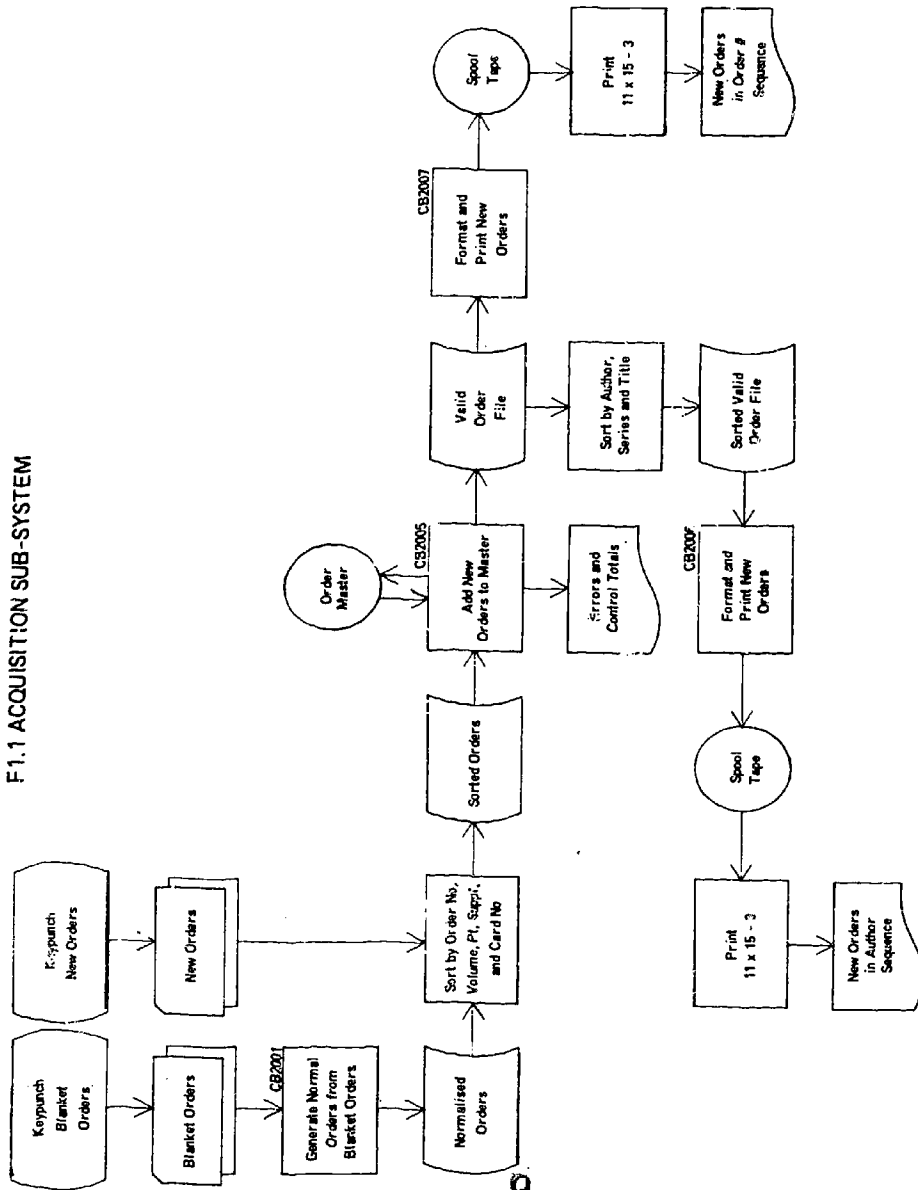 F1.1 ACQUISITION SUB-SYSTEM
Keypunch
Blanket
Orders
Blanket Orders
CB2001
Generate Normal
Orders from
Blanket Orders
Normalised
Orders
Keypunch
New Orders
New Orders
Sort by Order No,
Volume, Pt, Suppl,
and Card No
Sorted Orders
Order
Master
CB2005
Add New
Orders to Master
Errors and
Control Totals
Valid
Order
File
Sort by Author,
Series and Title
Sorted Valid
Order File
CB2007
Format and
Print New
Orders
Spool
Tape
Print
11 x 15 - 3
New Orders
in Order #
Sequence
Format and
Print New
Orders
Spool
Tape
Print
11 x 15 - 3
New Orders
in Author
Sequence